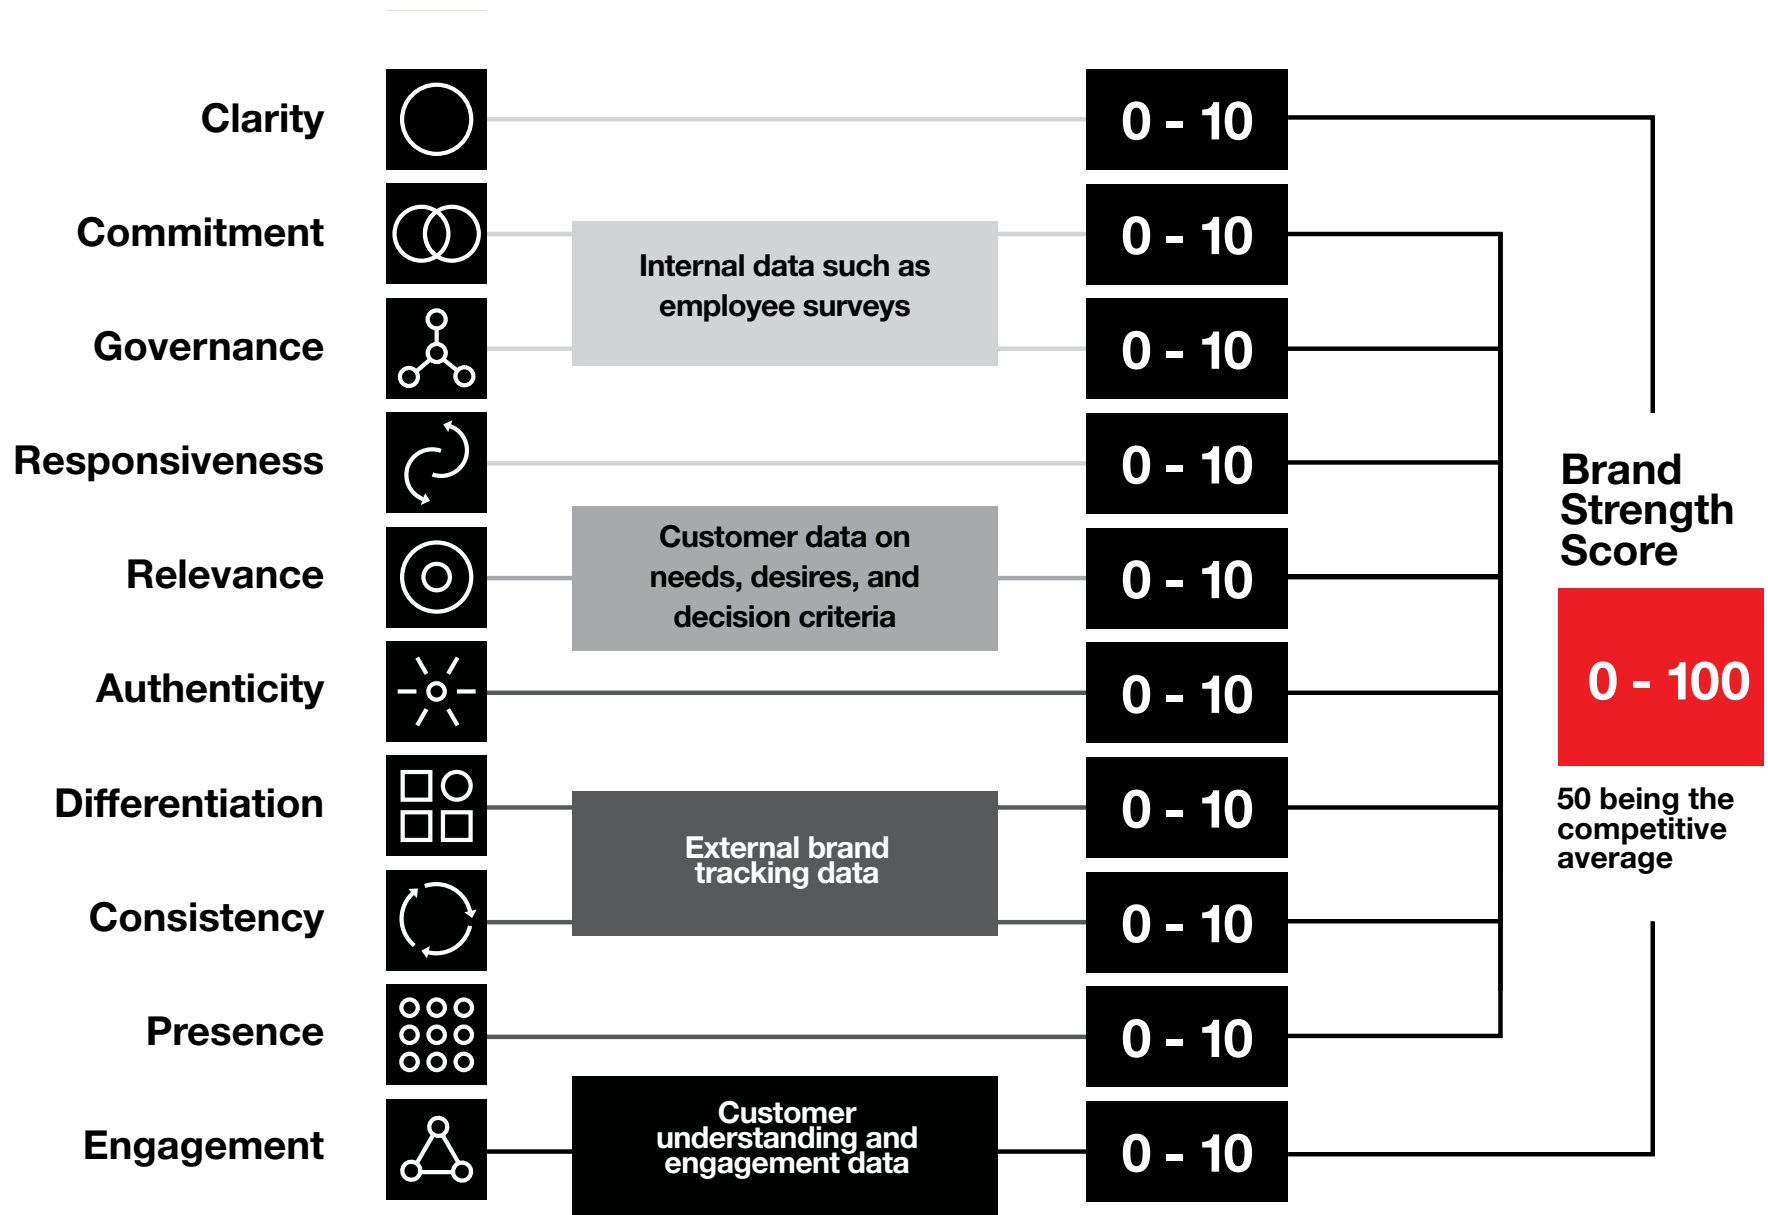 Clarity
0 - 10
Commitment
0 - 10
Internal data such as
employee surveys
Governance
0 - 10
Responsiveness
0 - 10
Brand
Strength
Score
Customer data on
needs, desires, and
decision criteria
Relevance
0 - 10
0 - 100
Authenticity
0 - 10
Differentiation
0 - 10
50 being the
competitive
average
External brand
tracking data
Consistency
0 - 10
Presence
0 - 10
Customer
understanding and
engagement data
Engagement
0 - 10